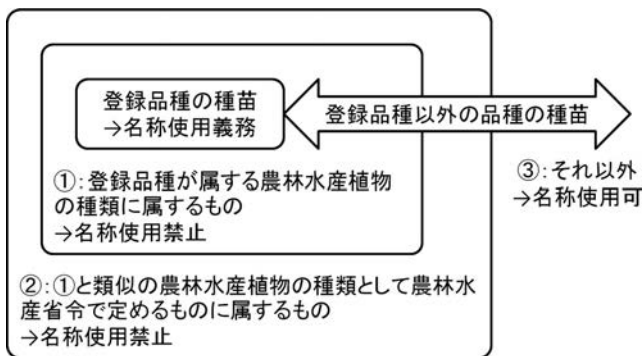 登録品種の種苗
→名称使用義務
登録品種以外の品種の種苗
①:登録品種が属する農林水産植物
の種類に属するもの
→名称使用禁止
③:それ以外
→名称使用可
②:①と類似の農林水産植物の種類として農林水
産省令で定めるものに属するもの
→名称使用禁止